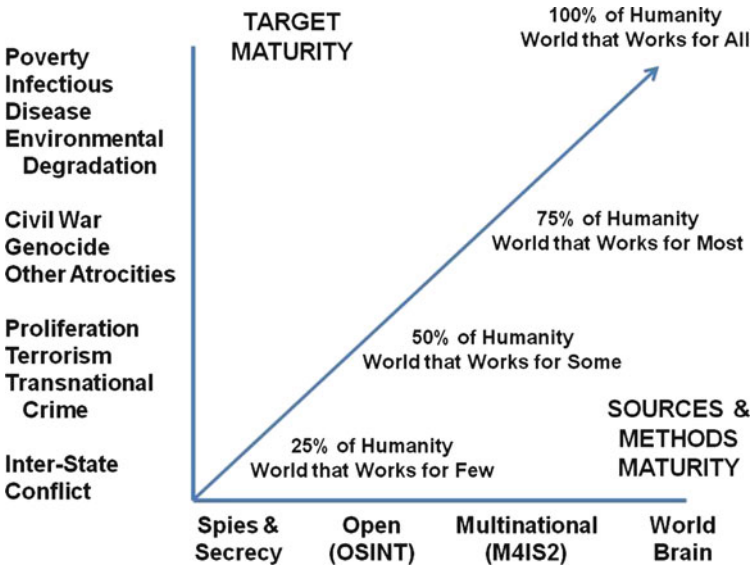 TARGET
MATURITY
100% of Humanity
World that Works for All
Poverty
Infectious
Disease
Environmental
Degradation
75% of Humanity
World that Works for Most
Civil War
Genocide
Other Atrocities
50% of Humanity
World that Works for Some
Proliferation
Terrorism
Transnational
Crime
25% of Humanity
World that Works for Few
Inter-State
Conflict
SOURCES &
METHODS
MATURITY
Spies &
Secrecy
Open
(OSINT)
Multinational
(M4IS2)
World
Brain